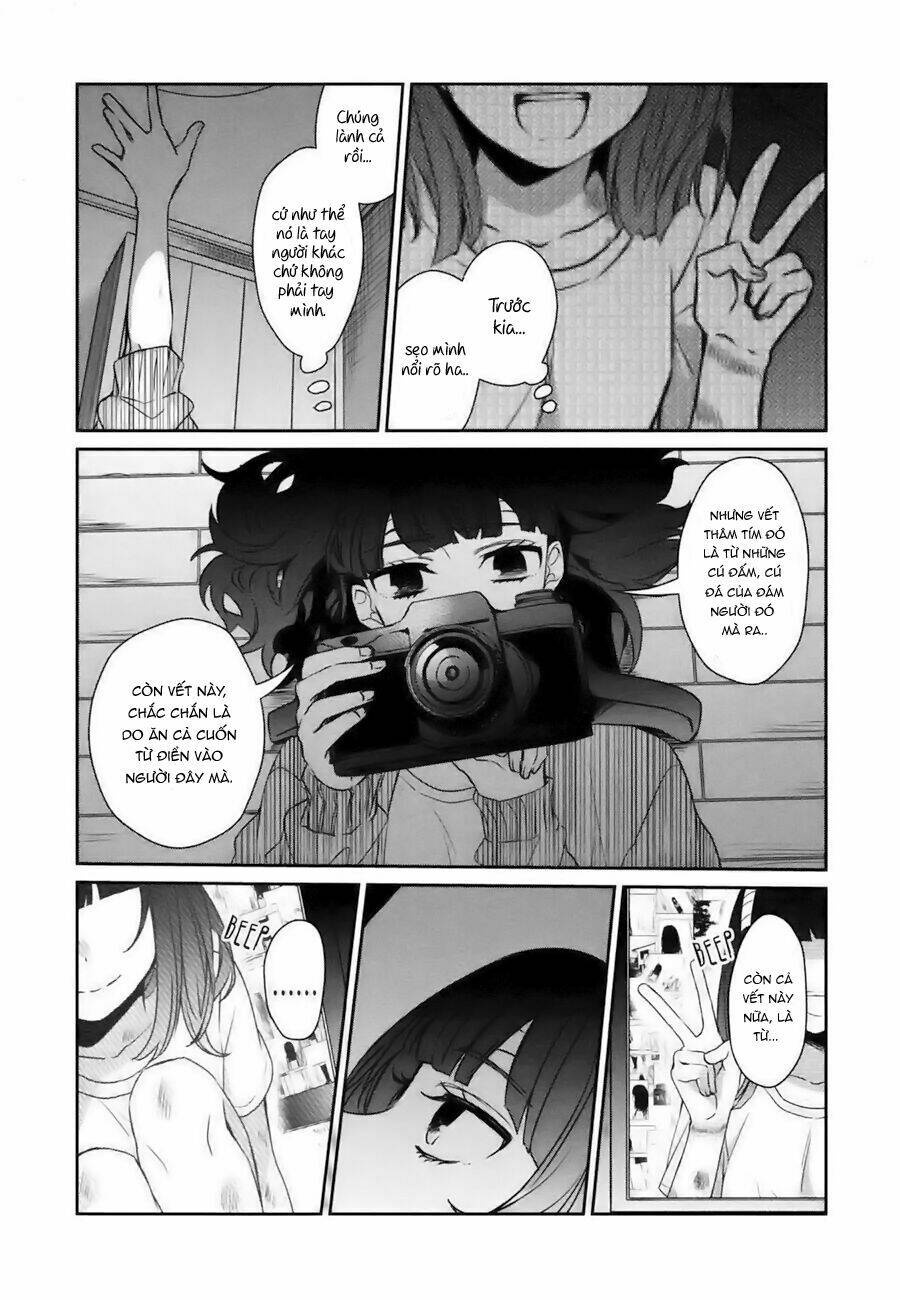 Trước
kia...
sẹo mình
nổi rõ ha..
Chúng
lành cả
rồi...
cứ như thể
nó là tay
người khác
chứ không
phải tay
mình.
NHƯNG VẾT
THÂM TÍM ĐÓ
LÀ TỪ NHỮNG
CÚ ĐẤM, CÚ
ĐÁ CỦA ĐÁM
NGƯỜI ĐÓ
MÀ RA..
CÒN VẾT NÀY,
CHẮC CHẮN LÀ
DO ĂN CẢ CUỐN
TỪ ĐIỂN VÀO
NGƯỜI ĐÂY MÀ.
BEEP
CÒN CẢ
VẾT NÀY
NỮA, LÀ
TỪ...
BEEP
.......